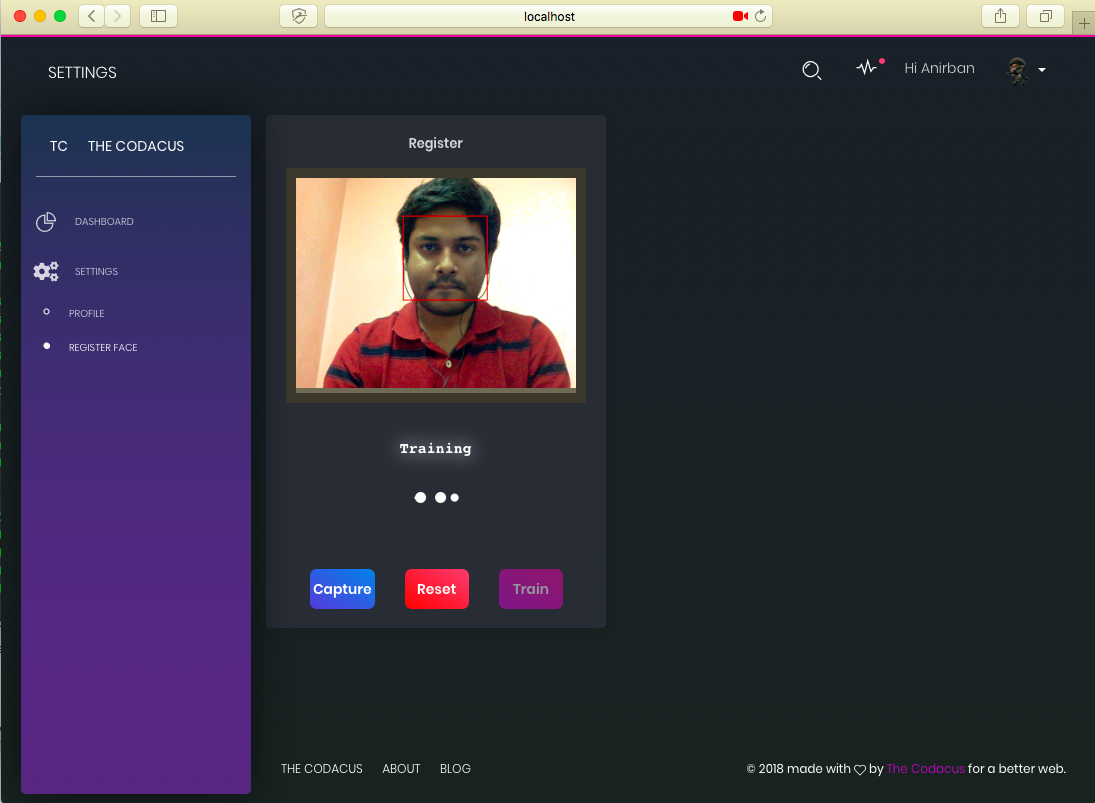 localhost
SETTINGS
Hi Anirban
TC THE CODACUS
DASHBOARD
SETTINGS
PROFILE
REGISTER FACE
Register
Training
Capture Reset Train
THE CODACUS ABOUT BLOG
© 2018 made with by The Codacus for a better web.